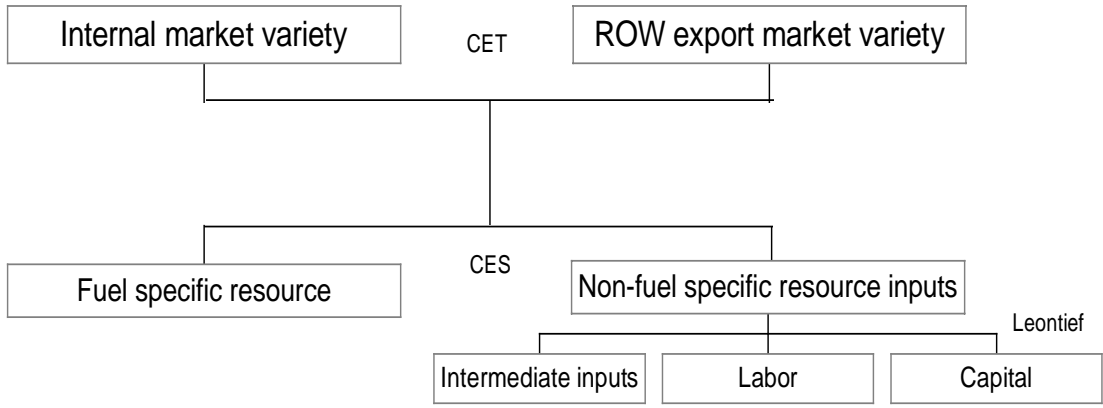 Internal market variety
CET
ROW export market variety
Fuel specific resource
CES
Non-fuel specific resource inputs
Leontief
Intermediate inputs
Labor
Capital